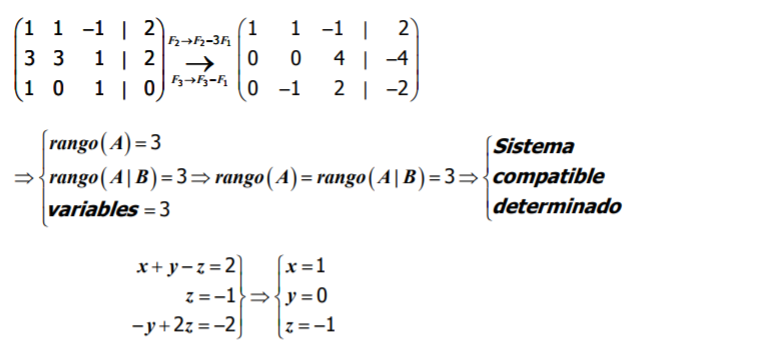 (1 1 −1 | 2) F₂→F₂−3F₁ (1 1 −1 | 2)
(3 3 1 | 2) → (0 0 4 | −4)
(1 0 1 | 0) F₃→F₃−F₁ (0 −1 2 | −2)
rango(A)=3 Sistema
⇒ { rango(A|B)=3⇒rango(A)=rango(A|B)=3⇒ { compatible
variables =3 determinado
x+y−z=2 } { x=1
z=−1 } ⇒ { y=0
−y+2z=−2 } { z=−1